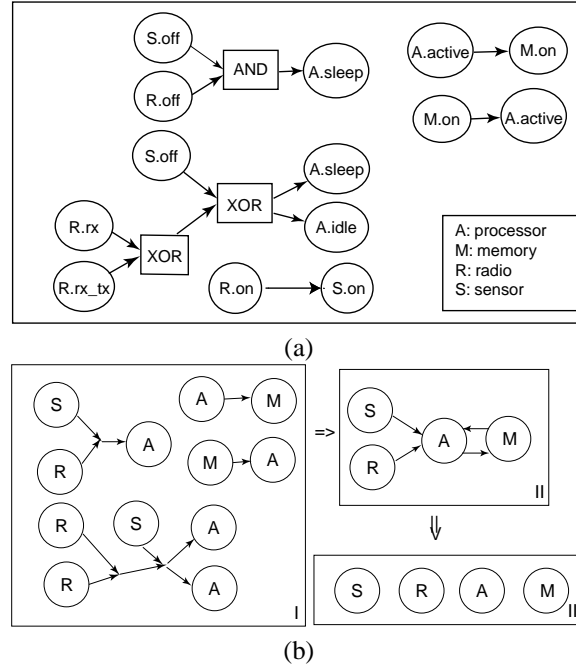 S.off
AND
A.sleep
R.off
A.active
M.on
M.on
A.active
S.off
XOR
A.sleep
A.idle
R.rx
XOR
R.rx_tx
R.on
S.on
A: processor
M: memory
R: radio
S: sensor
(a)
S
R
A
A
M
M
A
R
R
S
A
A
I
=>
S
R
A
M
II
⇓
S
R
A
M
II
(b)